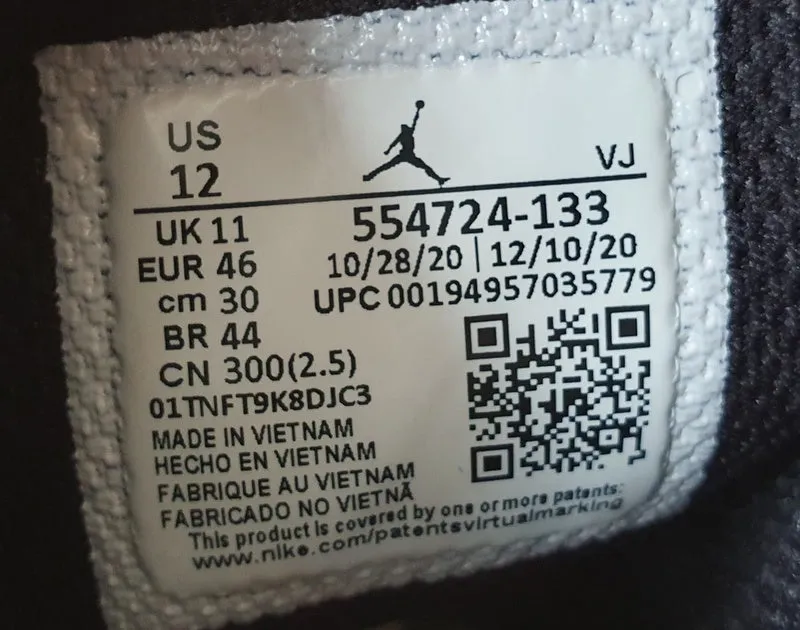 US
12
VJ
UK 11
554724-133
EUR 46
10/28/20 | 12/10/20
cm 30
UPC 00194957035779
BR 44
CN 300(2.5)
01TNFT9K8DJC3
MADE IN VIETNAM
HECHO EN VIETNAM
FABRIQUE AU VIETNAM
FABRICADO NO VIETNÃ
This product is covered by one or more patents:
www.nike.com/patentsvirtualmarking